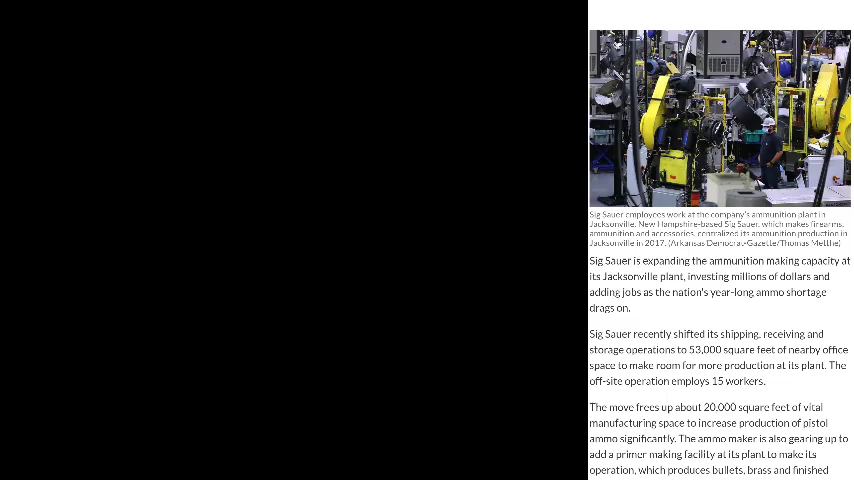 Sig Sauer employees work at the company's ammunition plant in
Jacksonville. New Hampshire-based Sig Sauer, which makes firearms,
ammunition and accessories, centralized its ammunition production in
Jacksonville in 2017. (Arkansas Democrat-Gazette/Thomas Metthe)
Sig Sauer is expanding the ammunition making capacity at
its Jacksonville plant, investing millions of dollars and
adding jobs as the nation's year-long ammo shortage
drags on.
Sig Sauer recently shifted its shipping, receiving and
storage operations to 53,000 square feet of nearby office
space to make room for more production at its plant. The
off-site operation employs 15 workers.
The move frees up about 20,000 square feet of vital
manufacturing space to increase production of pistol
ammo significantly. The ammo maker is also gearing up to
add a primer making facility at its plant to make its
operation, which produces bullets, brass and finished